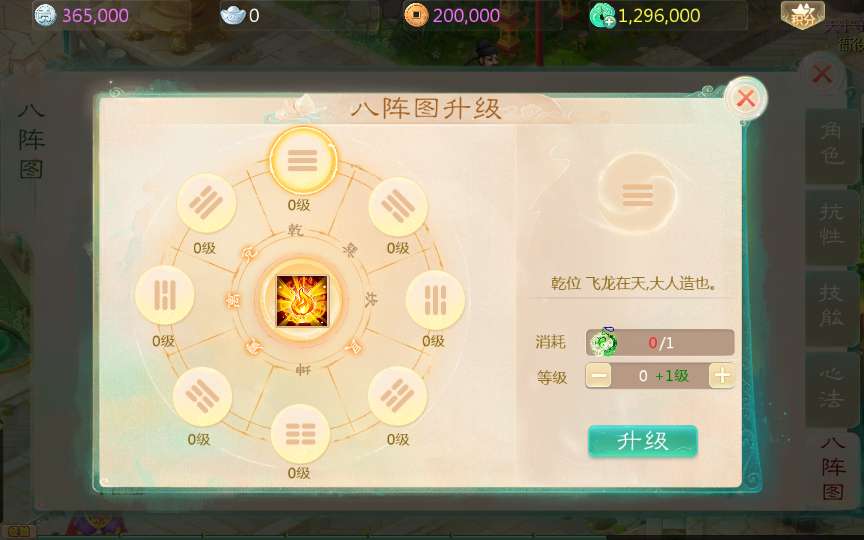 365,000
0
200,000
1,296,000
积分
八阵图
八阵图升级
0级
0级
0级
0级
0级
0级
0级
0级
乾
坎
乾位 飞龙在天,大人造也。
消耗
0/1
等级
0 +1级
升级
角色
抗性
技能
心法
八阵图